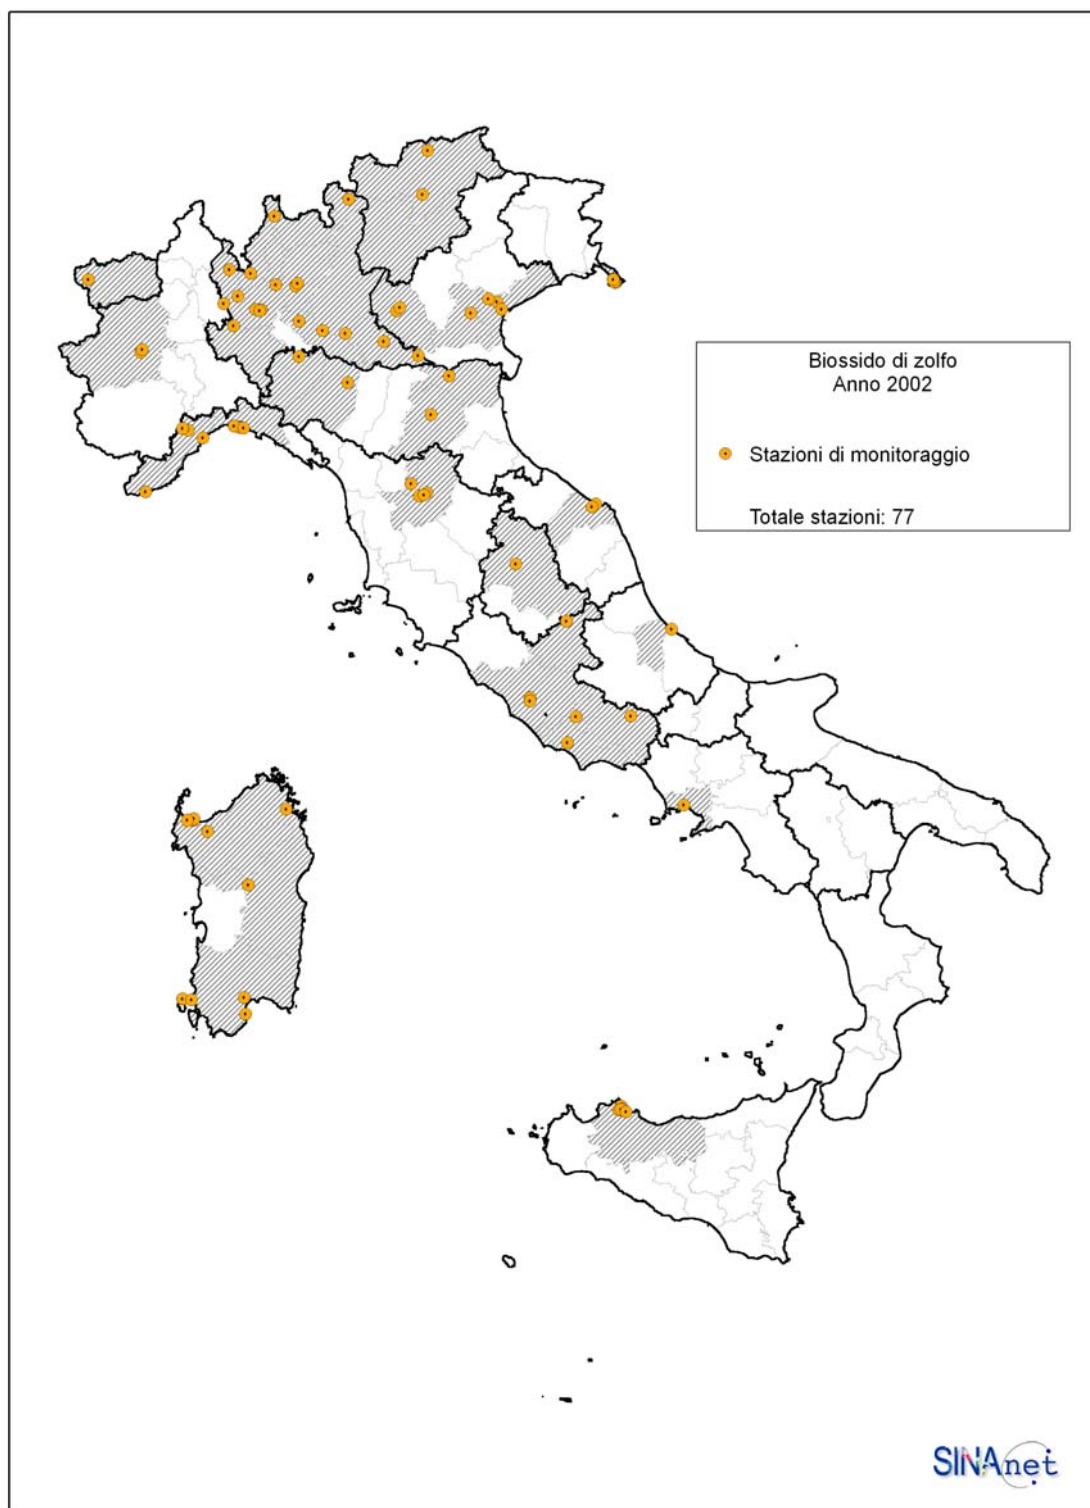 Biossido di zolfo
Anno 2002
Stazioni di monitoraggio
Totale stazioni: 77
SINAnet